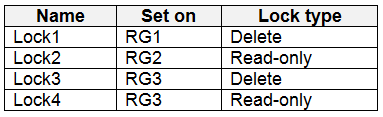 Name Set on Lock type
Lock1 RG1 Delete
Lock2 RG2 Read-only
Lock3 RG3 Delete
Lock4 RG3 Read-only